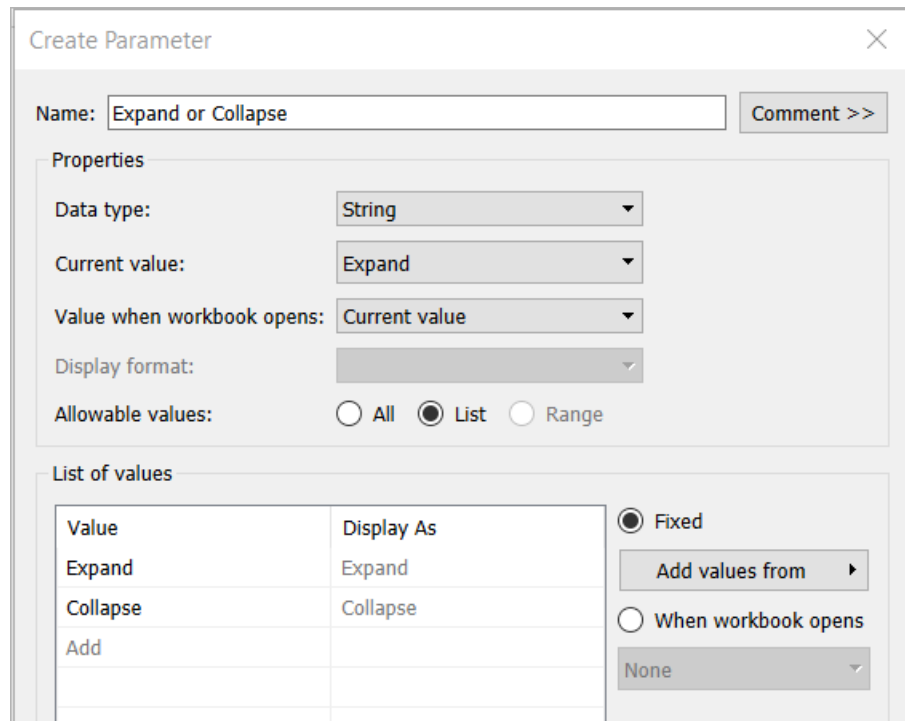 Create Parameter
Name: Expand or Collapse Comment >>
Properties
Data type: String
Current value: Expand
Value when workbook opens: Current value
Display format:
Allowable values: All List Range
List of values
Value Display As
Fixed
Expand Expand
Add values from
Collapse Collapse
When workbook opens
Add
None